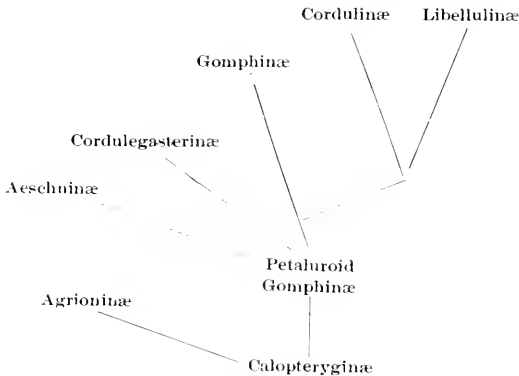 Cordulinæ Libellulinæ
Gomphinæ
Cordulegasterinæ
Aeschninæ
Petaluroid
Gomphinæ
Agrioninæ
Calopteryginæ